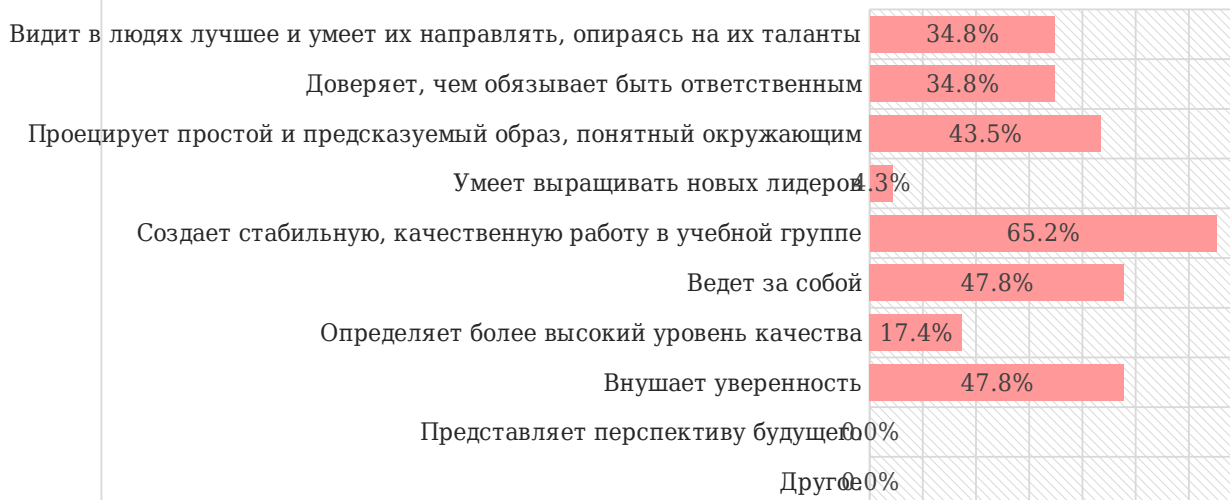 Видит в людях лучшее и умеет их направлять, опираясь на их таланты 34.8%
Доверяет, чем обязывает быть ответственным 34.8%
Проецирует простой и предсказуемый образ, понятный окружающим 43.5%
Умеет выращивать новых лидеров 4.3%
Создает стабильную, качественную работу в учебной группе 65.2%
Ведет за собой 47.8%
Определяет более высокий уровень качества 17.4%
Внушает уверенность 47.8%
Представляет перспективу будущего 0.0%
Другое 0.0%